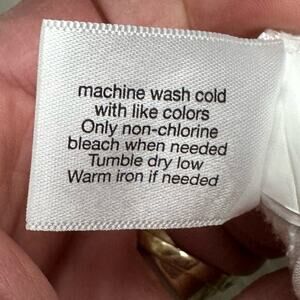 machine wash cold
with like colors
Only non-chlorine
bleach when needed
Tumble dry low
Warm iron if needed